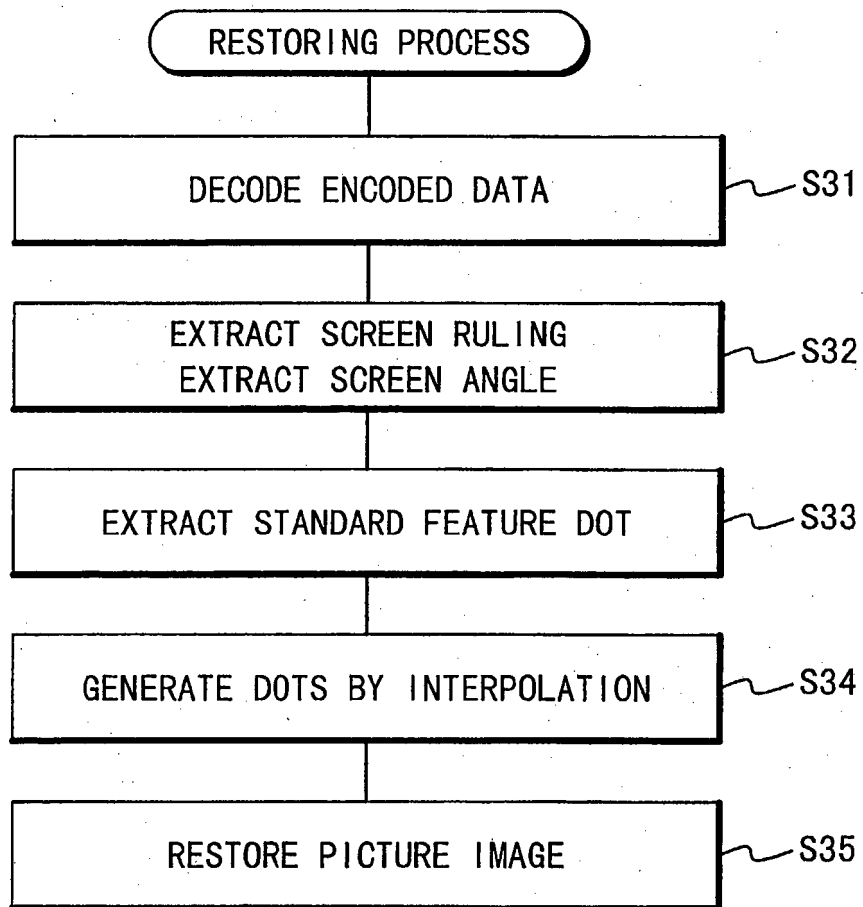 RESTORING PROCESS
DECODE ENCODED DATA
S31
EXTRACT SCREEN RULING
EXTRACT SCREEN ANGLE
S32
EXTRACT STANDARD FEATURE DOT
S33
GENERATE DOTS BY INTERPOLATION
S34
RESTORE PICTURE IMAGE
S35